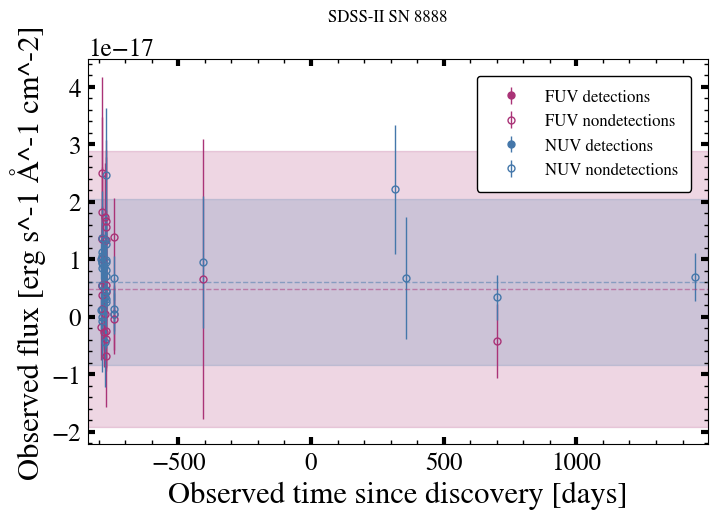 SDSS-II SN 8888
1e−17
Observed flux [erg s^-1 Å^-1 cm^-2]
4
3
2
1
0
−1
−2
FUV detections
FUV nondetections
NUV detections
NUV nondetections
−500
0
500
1000
Observed time since discovery [days]